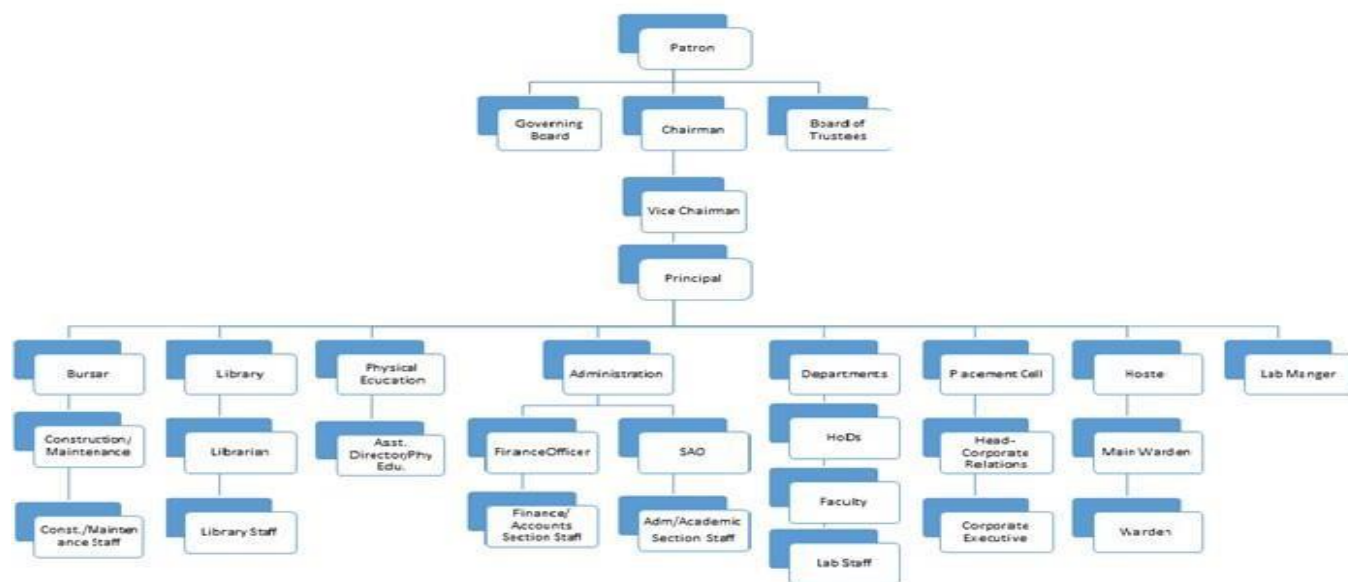 Patron
Governing
Board
Chairman
Board of
Trustees
Vice Chairman
Principal
Bursar
Library
Physical
Ecucation
Administration
Departments
Placement Cell
Hostel
Lab Manger
Construction/
Maintenance
Librarian
Asst.
Director/Phy
Edu.
FinanceOfficer
SAO
HoDs
Head-
Corporate
Relations
Main Warden
Const./Mainten
ance Staff
Library Staff
Finance/
Accounts
Section Staff
Adm/Academic
Section Staff
Faculty
Corporate
Executive
Warden
Lab Staff